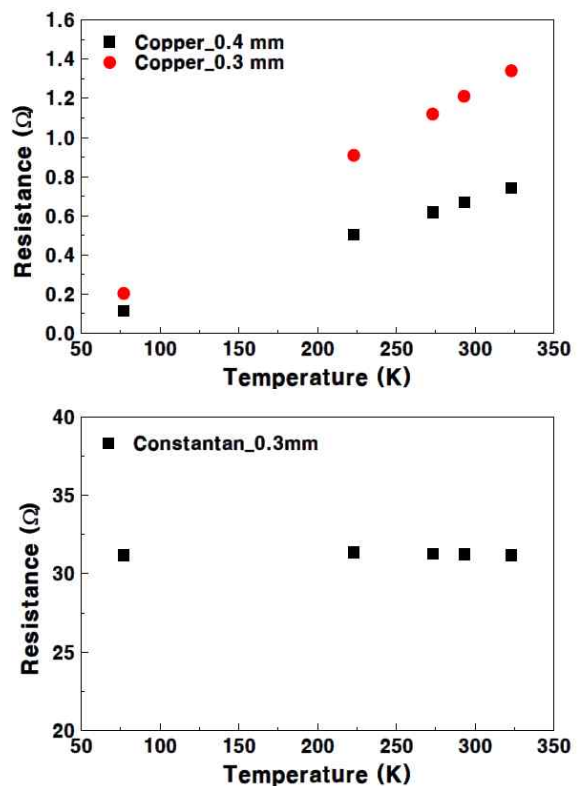 1.6
1.4
1.2
1.0
0.8
0.6
0.4
0.2
0.0
Resistance (Ω)
Copper_0.4 mm
Copper_0.3 mm
50 100 150 200 250 300 350
Temperature (K)
40
35
30
25
20
Resistance (Ω)
Constantan_0.3mm
50 100 150 200 250 300 350
Temperature (K)